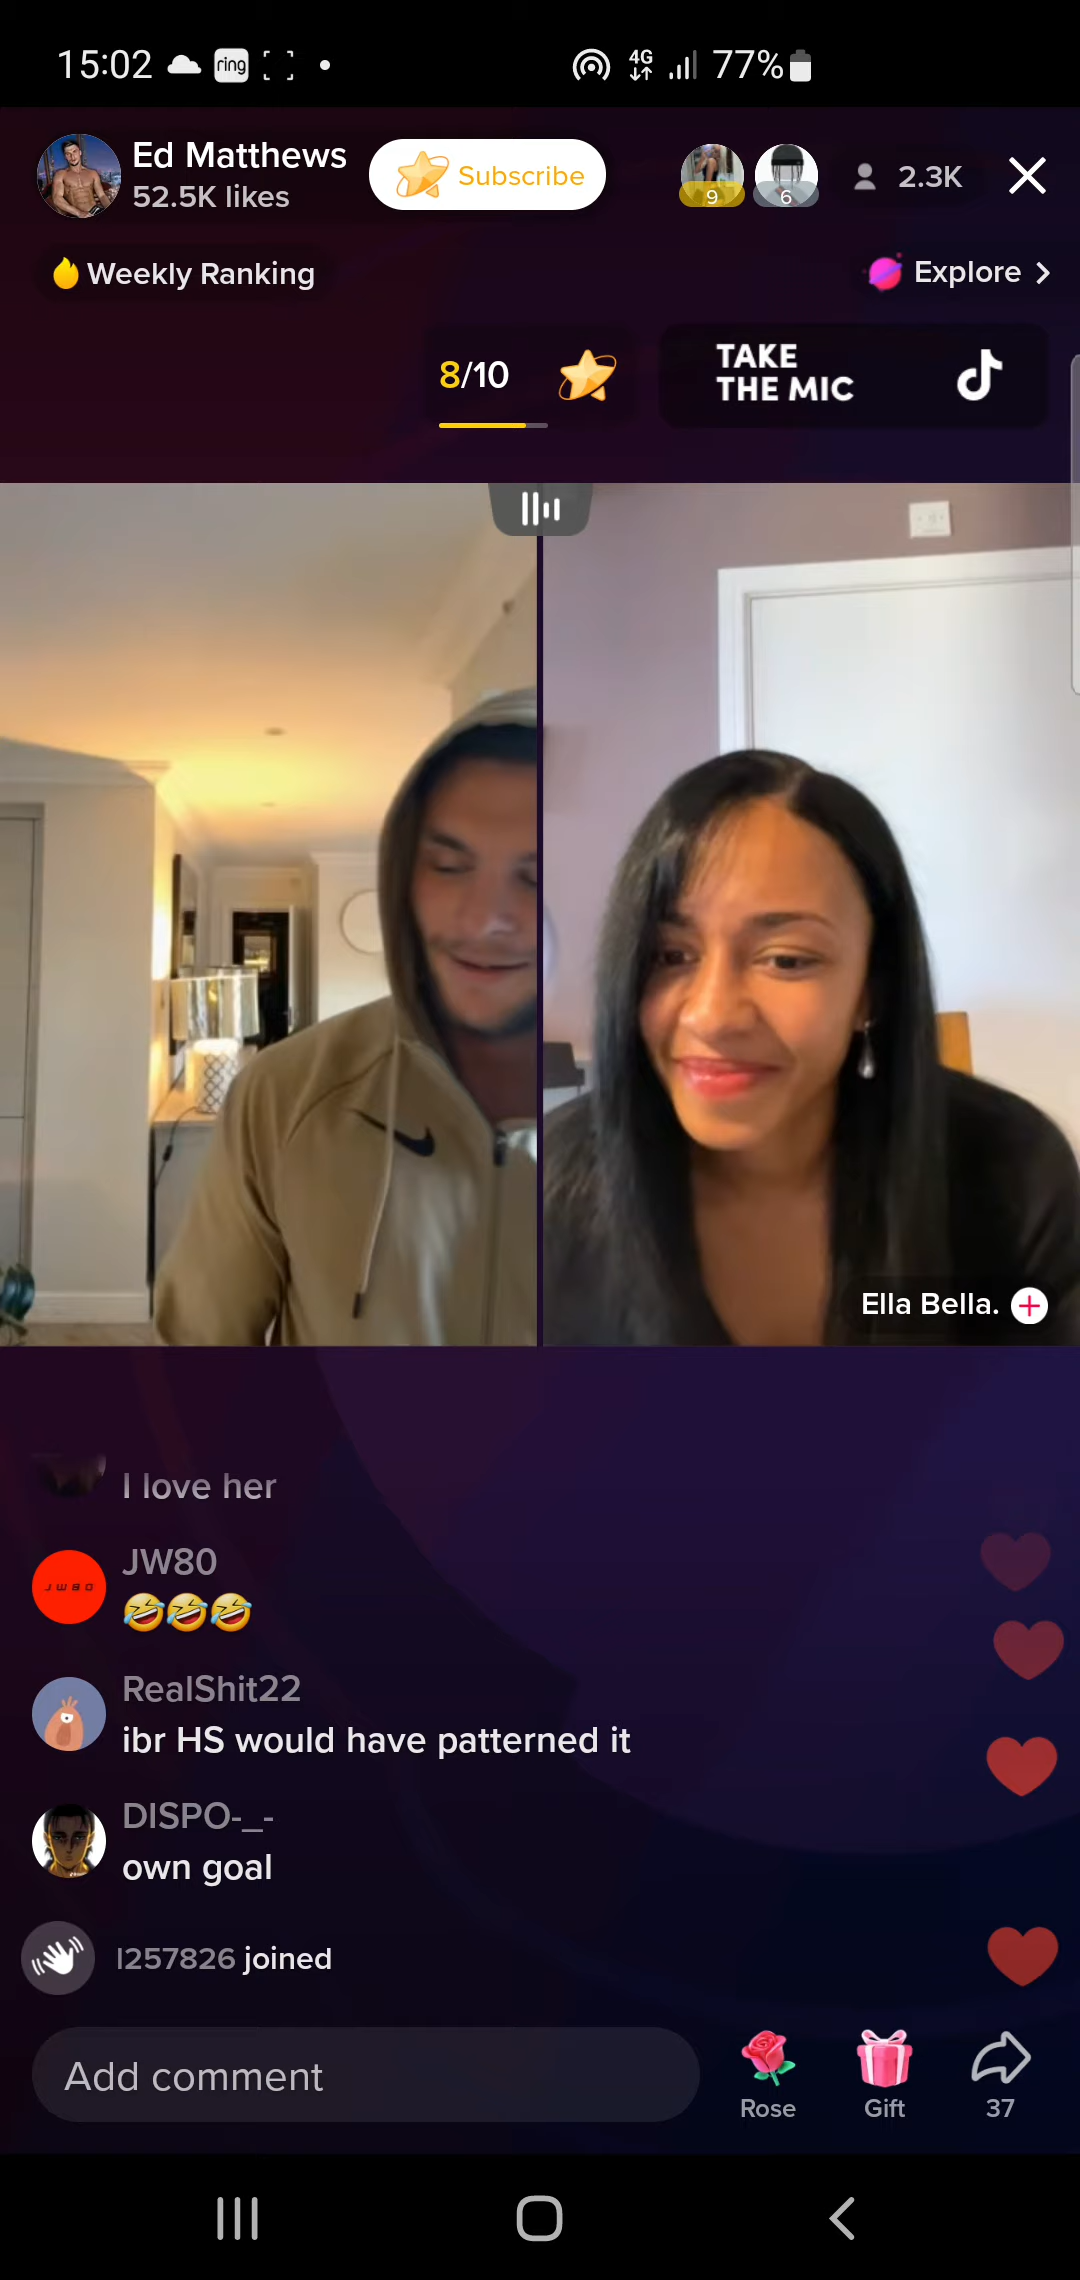 15:02 ring 4G 77%
Ed Matthews
52.5K likes
Subscribe
9
6
2.3K
Weekly Ranking
Explore
8/10
TAKE
THE MIC
Ella Bella.
I love her
JW80
JW80
🤣🤣🤣
RealShit22
ibr HS would have patterned it
DISPO-_-
own goal
l257826 joined
Add comment
Rose
Gift
37